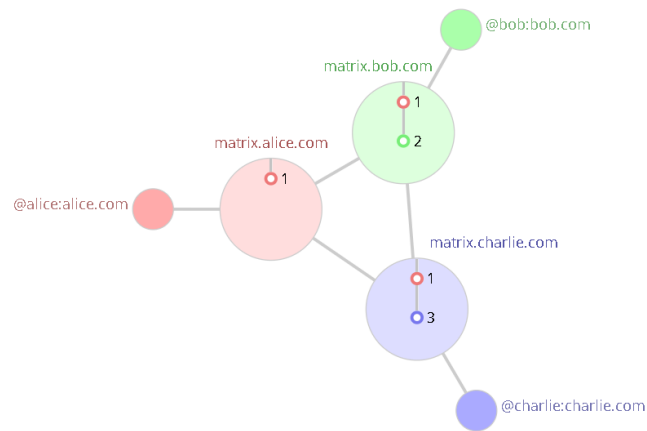 @bob:bob.com
matrix.bob.com
1
2
matrix.alice.com
1
@alice:alice.com
matrix.charlie.com
1
3
@charlie:charlie.com